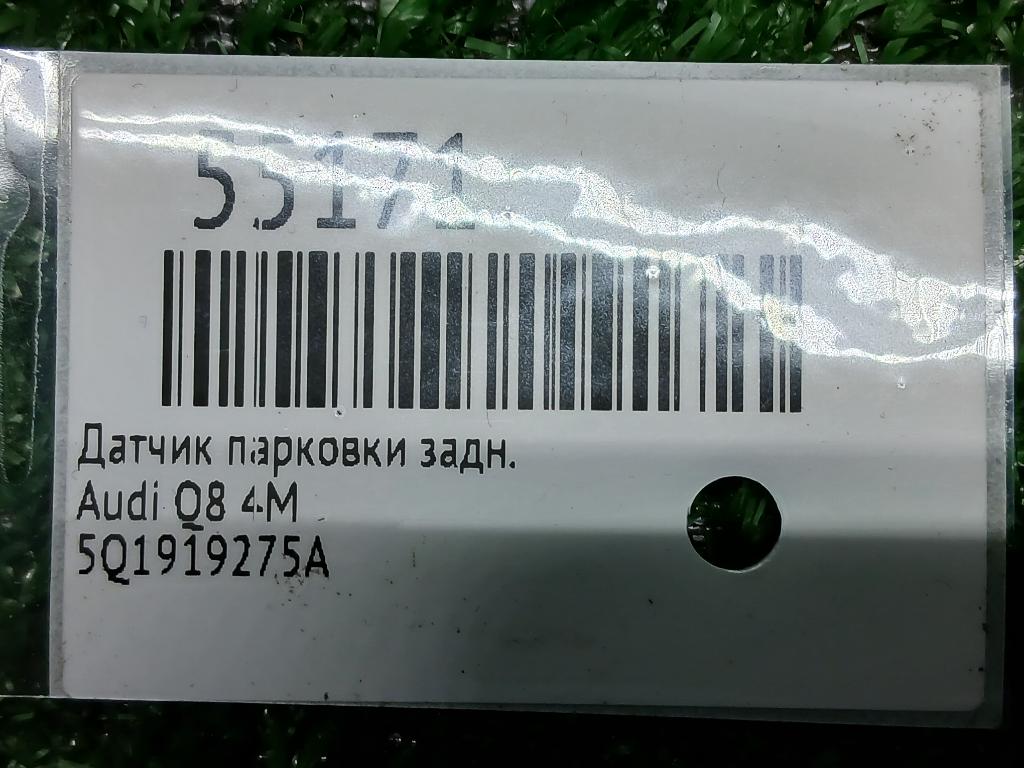 55171
Датчик парковки задн.
Audi Q8 4M
5Q1919275A